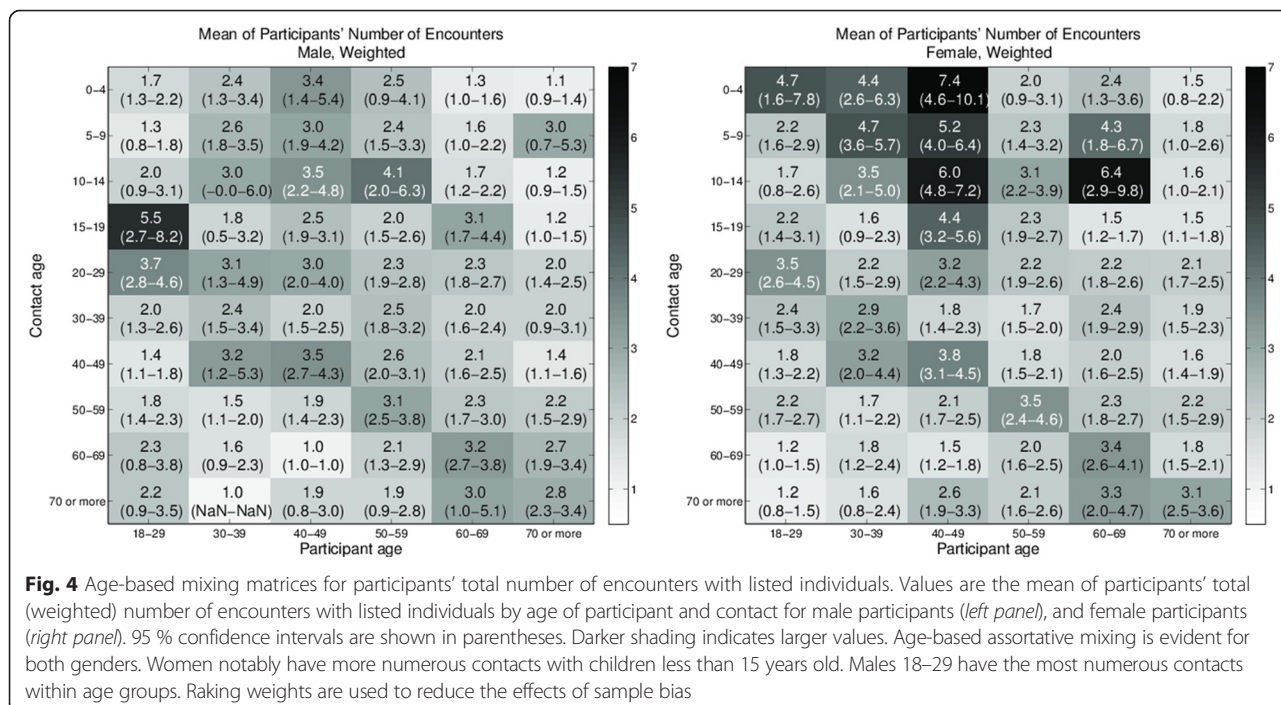 Mean of Participants' Number of Encounters
Male, Weighted
Contact age
0–4
1.7 2.4 3.4 2.5 1.3 1.1
(1.3–2.2) (1.3–3.4) (1.4–5.4) (0.9–4.1) (1.0–1.6) (0.9–1.4)
5–9
1.3 2.6 3.0 2.4 1.6 3.0
(0.8–1.8) (1.8–3.5) (1.9–4.2) (1.5–3.3) (1.0–2.2) (0.7–5.3)
10–14
2.0 3.0 3.5 4.1 1.7 1.2
(0.9–3.1) (−0.0–6.0) (2.2–4.8) (2.0–6.3) (1.2–2.2) (0.9–1.5)
15–19
5.5 1.8 2.5 2.0 3.1 1.2
(2.7–8.2) (0.5–3.2) (1.9–3.1) (1.5–2.6) (1.7–4.4) (1.0–1.5)
20–29
3.7 3.1 3.0 2.3 2.3 2.0
(2.8–4.6) (1.3–4.9) (2.0–4.0) (1.9–2.8) (1.8–2.7) (1.4–2.5)
30–39
2.0 2.4 2.0 2.5 2.0 2.0
(1.3–2.6) (1.5–3.4) (1.5–2.5) (1.8–3.2) (1.6–2.4) (0.9–3.1)
40–49
1.4 3.2 3.5 2.6 2.1 1.4
(1.1–1.8) (1.2–5.3) (2.7–4.3) (2.0–3.1) (1.6–2.5) (1.1–1.6)
50–59
1.8 1.5 1.9 3.1 2.3 2.2
(1.4–2.3) (1.1–2.0) (1.4–2.3) (2.5–3.8) (1.7–3.0) (1.5–2.9)
60–69
2.3 1.6 1.0 2.1 3.2 2.7
(0.8–3.8) (0.9–2.3) (1.0–1.0) (1.3–2.9) (2.7–3.8) (1.9–3.4)
70 or more
2.2 1.0 1.9 1.9 3.0 2.8
(0.9–3.5) (NaN–NaN) (0.8–3.0) (0.9–2.8) (1.0–5.1) (2.3–3.4)
18–29 30–39 40–49 50–59 60–69 70 or more
Participant age
7
6
5
4
3
2
1
Mean of Participants' Number of Encounters
Female, Weighted
Contact age
0–4
4.7 4.4 7.4 2.0 2.4 1.5
(1.6–7.8) (2.6–6.3) (4.6–10.1) (0.9–3.1) (1.3–3.6) (0.8–2.2)
5–9
2.2 4.7 5.2 2.3 4.3 1.8
(1.6–2.9) (3.6–5.7) (4.0–6.4) (1.4–3.2) (1.8–6.7) (1.0–2.6)
10–14
1.7 3.5 6.0 3.1 6.4 1.6
(0.8–2.6) (2.1–5.0) (4.8–7.2) (2.2–3.9) (2.9–9.8) (1.0–2.1)
15–19
2.2 1.6 4.4 2.3 1.5 1.5
(1.4–3.1) (0.9–2.3) (3.2–5.6) (1.9–2.7) (1.2–1.7) (1.1–1.8)
20–29
3.5 2.2 3.2 2.2 2.2 2.1
(2.6–4.5) (1.5–2.9) (2.2–4.3) (1.9–2.6) (1.8–2.6) (1.7–2.5)
30–39
2.4 2.9 1.8 1.7 2.4 1.9
(1.5–3.3) (2.2–3.6) (1.4–2.3) (1.5–2.0) (1.9–2.9) (1.5–2.3)
40–49
1.8 3.2 3.8 1.8 2.0 1.6
(1.3–2.2) (2.0–4.4) (3.1–4.5) (1.5–2.1) (1.6–2.5) (1.4–1.9)
50–59
2.2 1.7 2.1 3.5 2.3 2.2
(1.7–2.7) (1.1–2.2) (1.7–2.5) (2.4–4.6) (1.8–2.7) (1.5–2.9)
60–69
1.2 1.8 1.5 2.0 3.4 1.8
(1.0–1.5) (1.2–2.4) (1.2–1.8) (1.6–2.5) (2.6–4.1) (1.5–2.1)
70 or more
1.2 1.6 2.6 2.1 3.3 3.1
(0.8–1.5) (0.8–2.4) (1.9–3.3) (1.6–2.6) (2.0–4.7) (2.5–3.6)
18–29 30–39 40–49 50–59 60–69 70 or more
Participant age
7
6
5
4
3
2
1
Fig. 4 Age-based mixing matrices for participants' total number of encounters with listed individuals. Values are the mean of participants' total
(weighted) number of encounters with listed individuals by age of participant and contact for male participants (left panel), and female participants
(right panel). 95 % confidence intervals are shown in parentheses. Darker shading indicates larger values. Age-based assortative mixing is evident for
both genders. Women notably have more numerous contacts with children less than 15 years old. Males 18–29 have the most numerous contacts
within age groups. Raking weights are used to reduce the effects of sample bias